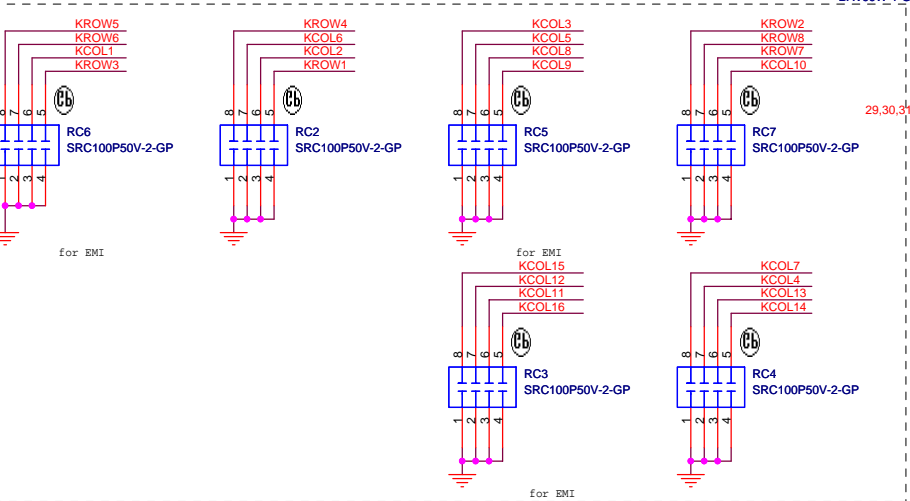 KROW5
KROW6
KCOL1
KROW3
8 7 6 5
RC6
SRC100P50V-2-GP
1 2 3 4
for EMI
KROW4
KCOL6
KCOL2
KROW1
8 7 6 5
RC2
SRC100P50V-2-GP
1 2 3 4
KCOL3
KCOL5
KCOL8
KCOL9
8 7 6 5
RC5
SRC100P50V-2-GP
1 2 3 4
for EMI
KROW2
KROW8
KROW7
KCOL10
8 7 6 5
RC7
SRC100P50V-2-GP
1 2 3 4
29,30,31
KCOL15
KCOL12
KCOL11
KCOL16
8 7 6 5
RC3
SRC100P50V-2-GP
1 2 3 4
for EMI
KCOL7
KCOL4
KCOL13
KCOL14
8 7 6 5
RC4
SRC100P50V-2-GP
1 2 3 4